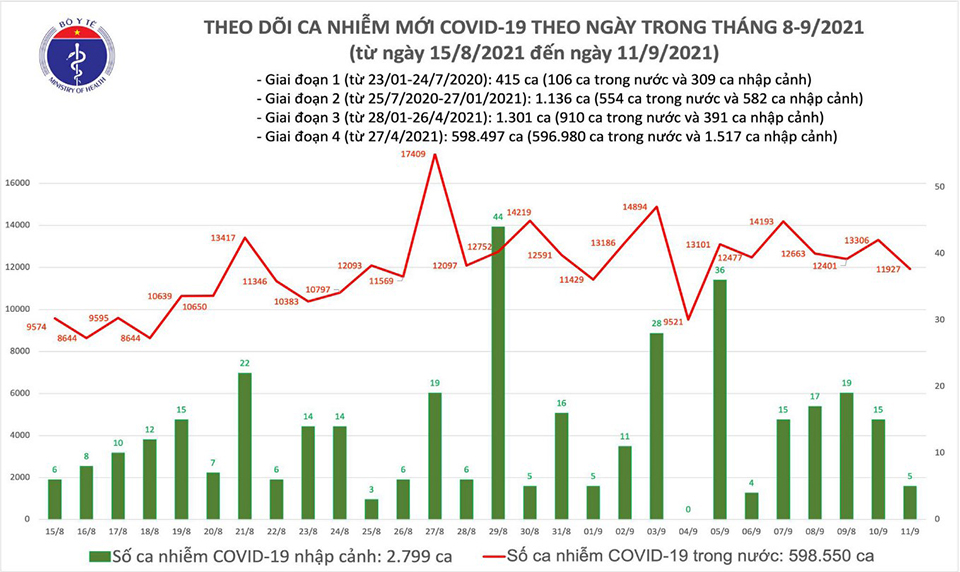 BỘ Y TẾ
MINISTRY OF HEALTH
THEO DÕI CA NHIỄM MỚI COVID-19 THEO NGÀY TRONG THÁNG 8-9/2021
(từ ngày 15/8/2021 đến ngày 11/9/2021)
- Giai đoạn 1 (từ 23/01-24/7/2020): 415 ca (106 ca trong nước và 309 ca nhập cảnh)
- Giai đoạn 2 (từ 25/7/2020-27/01/2021): 1.136 ca (554 ca trong nước và 582 ca nhập cảnh)
- Giai đoạn 3 (từ 28/01-26/4/2021): 1.301 ca (910 ca trong nước và 391 ca nhập cảnh)
- Giai đoạn 4 (từ 27/4/2021): 598.497 ca (596.980 ca trong nước và 1.517 ca nhập cảnh)
16000
14000
12000
10000
8000
6000
4000
2000
0
50
40
30
20
10
0
9574 8644 9595 8644 10639 10650 13417 11346 10383 10797 12093 11569 17409 12097 12752 14219 12591 11429 13186 14894 9521 13101 12477 14193 12663 12401 13306 11927
6 8 10 12 15 7 22 6 14 14 3 6 19 6 44 5 16 5 11 28 0 36 4 15 17 19 15 5
15/8 16/8 17/8 18/8 19/8 20/8 21/8 22/8 23/8 24/8 25/8 26/8 27/8 28/8 29/8 30/8 31/8 01/9 02/9 03/9 04/9 05/9 06/9 07/9 08/9 09/8 10/9 11/9
Số ca nhiễm COVID-19 nhập cảnh: 2.799 ca
Số ca nhiễm COVID-19 trong nước: 598.550 ca